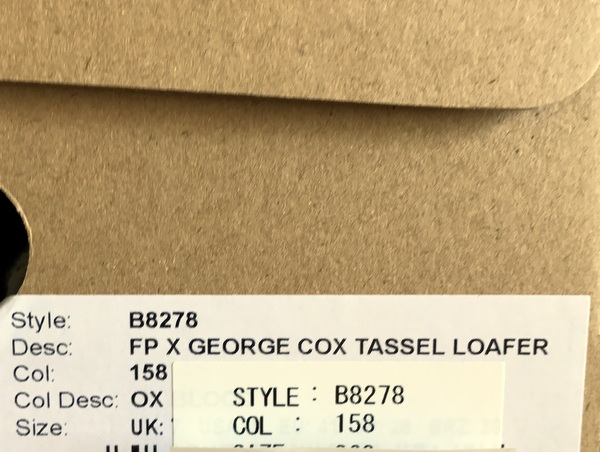 Style: B8278
Desc: FP X GEORGE COX TASSEL LOAFER
Col: 158
Col Desc: OX
Size: UK:
STYLE : B8278
COL : 158